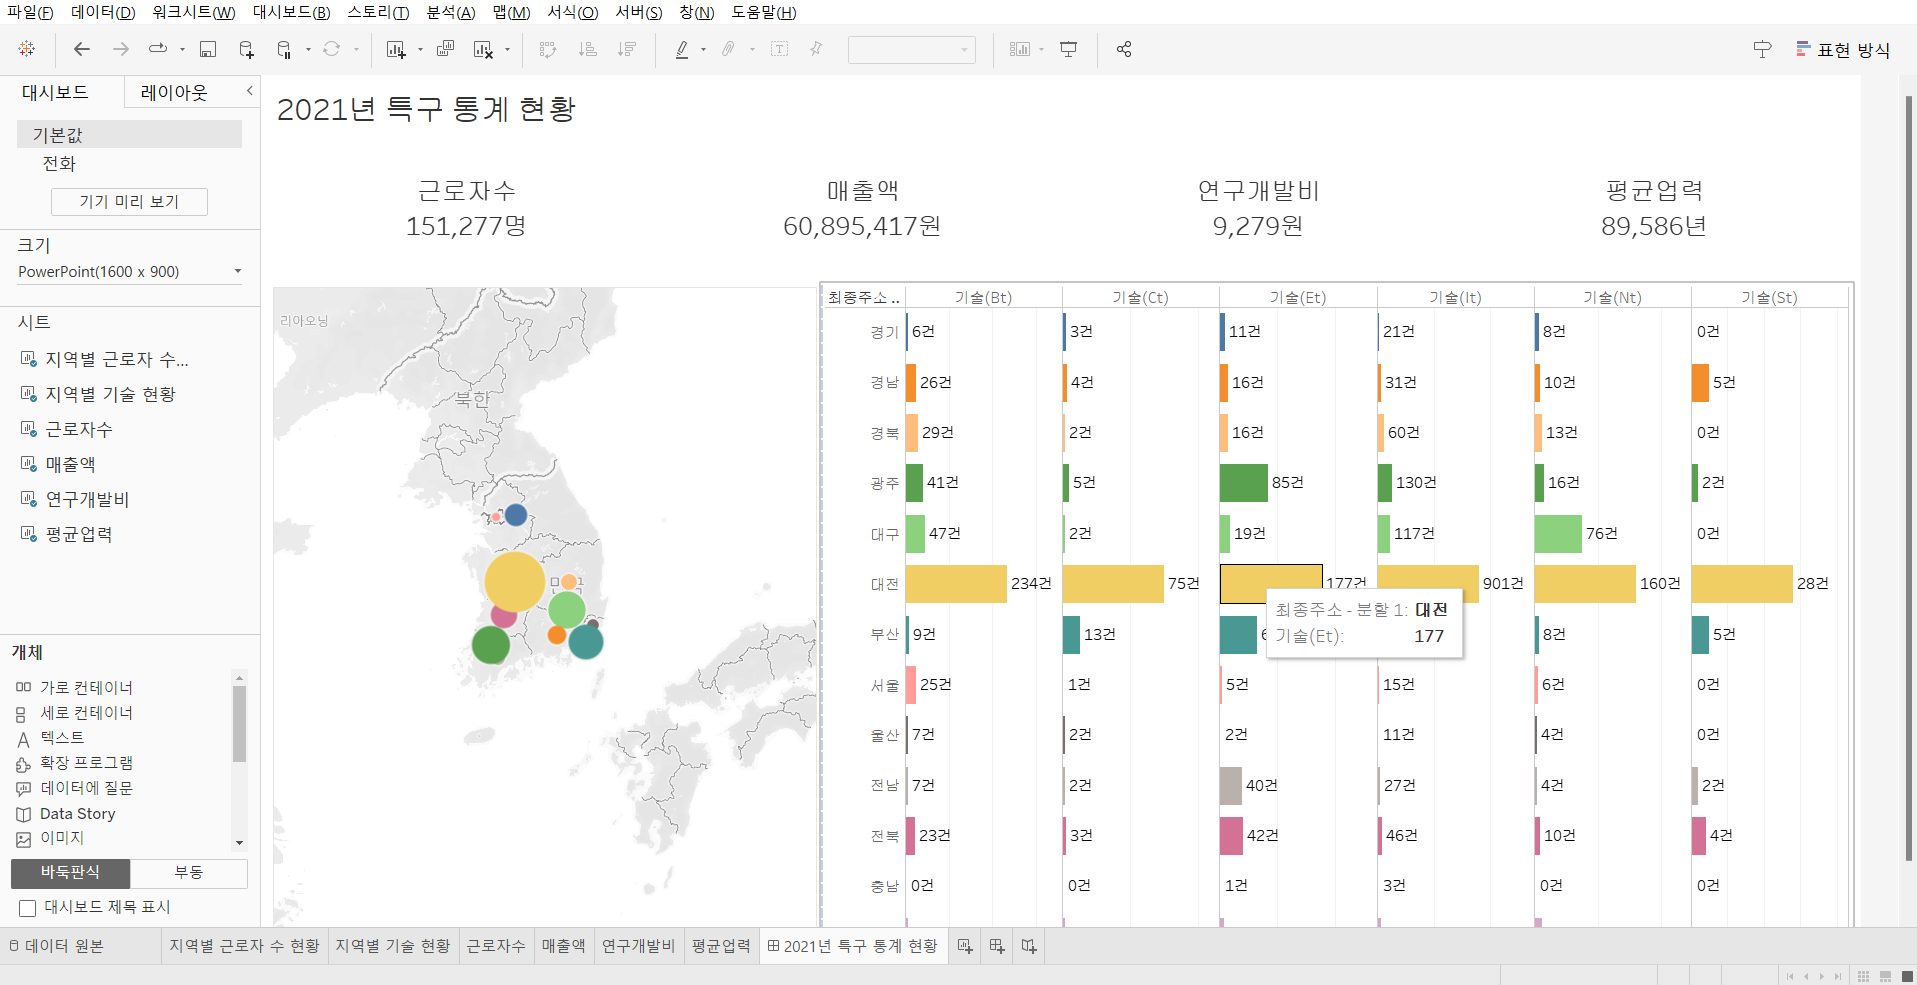 파일(F) 데이터(D) 워크시트(W) 대시보드(B) 스토리(T) 분석(A) 맵(M) 서식(O) 서버(S) 창(N) 도움말(H)
표현 방식
대시보드 레이아웃
기본값
전화
기기 미리 보기
크기
PowerPoint(1600 x 900)
시트
지역별 근로자 수...
지역별 기술 현황
근로자수
매출액
연구개발비
평균업력
개체
가로 컨테이너
세로 컨테이너
텍스트
확장 프로그램
데이터에 질문
Data Story
이미지
바둑판식 부동
대시보드 제목 표시
2021년 특구 통계 현황
근로자수 매출액 연구개발비 평균업력
151,277명 60,895,417원 9,279원 89,586년
랴오닝
북한
최종주소 .. 기술(Bt) 기술(Ct) 기술(Et) 기술(It) 기술(Nt) 기술(St)
경기 6건 3건 11건 21건 8건 0건
경남 26건 4건 16건 31건 10건 5건
경북 29건 2건 16건 60건 13건 0건
광주 41건 5건 85건 130건 16건 2건
대구 47건 2건 19건 117건 76건 0건
대전 234건 75건 177건 901건 160건 28건
최종주소 - 분할 1: 대전
기술(Et): 177
부산 9건 13건 6 8건 5건
서울 25건 1건 5건 15건 6건 0건
울산 7건 2건 2건 11건 4건 0건
전남 7건 2건 40건 27건 4건 2건
전북 23건 3건 42건 46건 10건 4건
충남 0건 0건 1건 3건 0건 0건
데이터 원본 지역별 근로자 수 현황 지역별 기술 현황 근로자수 매출액 연구개발비 평균업력 2021년 특구 통계 현황